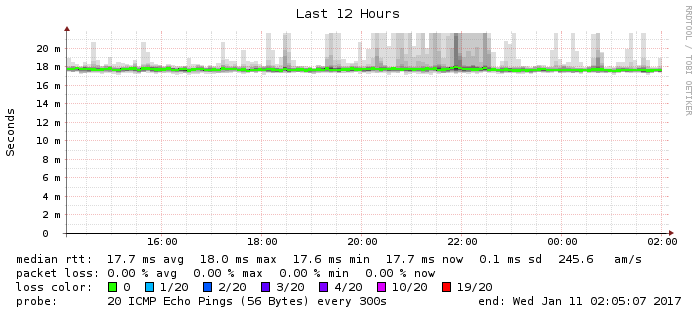 Last 12 Hours
RRDTOOL / TOBI OETIKER
Seconds
20 m
18 m
16 m
14 m
12 m
10 m
8 m
6 m
4 m
2 m
0
16:00 18:00 20:00 22:00 00:00 02:00
median rtt: 17.7 ms avg 18.0 ms max 17.6 ms min 17.7 ms now 0.1 ms sd 245.6 am/s
packet loss: 0.00 % avg 0.00 % max 0.00 % min 0.00 % now
loss color: 0 1/20 2/20 3/20 4/20 10/20 19/20
probe: 20 ICMP Echo Pings (56 Bytes) every 300s end: Wed Jan 11 02:05:07 2017